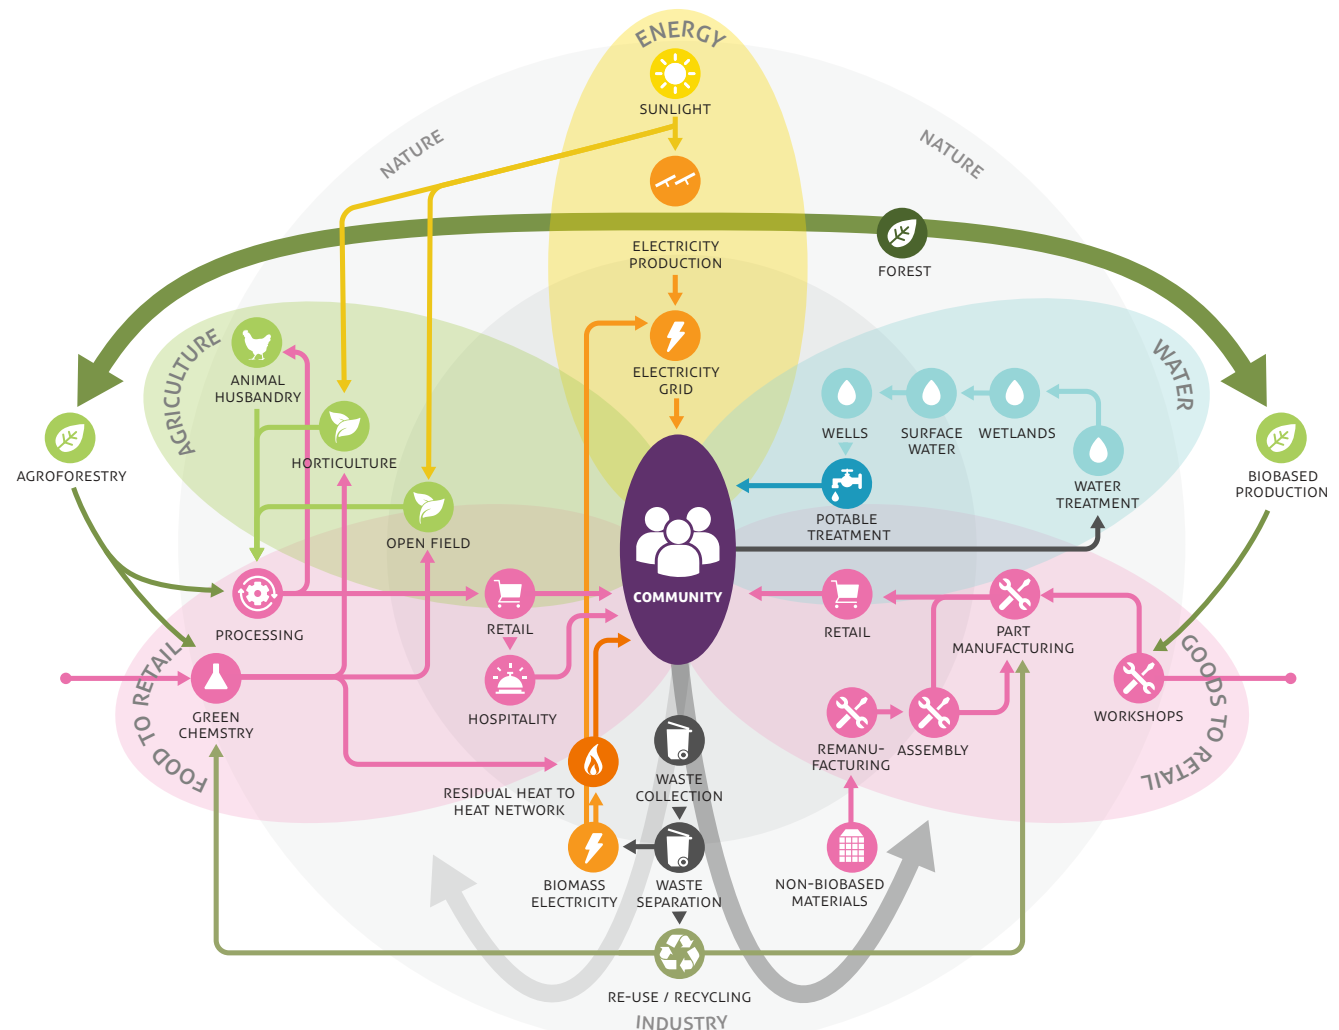 ENERGY
SUNLIGHT
NATURE
NATURE
ELECTRICITY
PRODUCTION
FOREST
AGRICULTURE
WATER
ANIMAL
HUSBANDRY
ELECTRICITY
GRID
HORTICULTURE
WELLS
SURFACE
WATER
WETLANDS
AGROFORESTRY
BIOBASED
PRODUCTION
WATER
TREATMENT
POTABLE
TREATMENT
OPEN FIELD
COMMUNITY
PROCESSING
RETAIL
RETAIL
PART
MANUFACTURING
FOOD TO RETAIL
GOODS TO RETAIL
GREEN
CHEMSTRY
HOSPITALITY
WORKSHOPS
REMANU-
FACTURING
ASSEMBLY
RESIDUAL HEAT TO
HEAT NETWORK
WASTE
COLLECTION
BIOMASS
ELECTRICITY
WASTE
SEPARATION
NON-BIOBASED
MATERIALS
RE-USE / RECYCLING
INDUSTRY